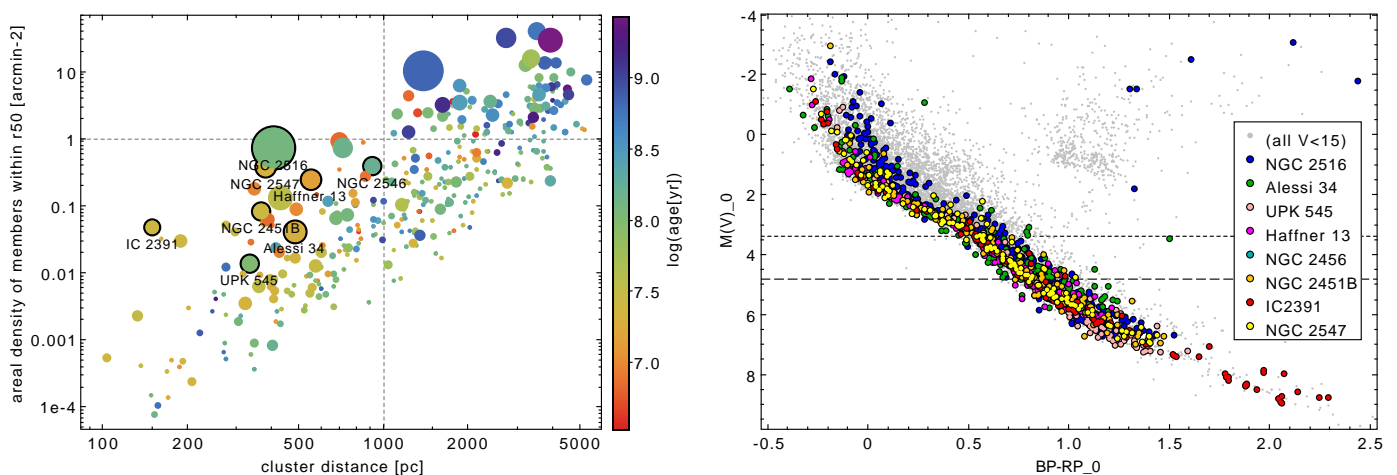 areal density of members within r50 [arcmin-2]
10
1
0.1
0.01
0.001
1e-4
NGC 2516
NGC 2547
Haffner 13
NGC 2546
IC 2391
NGC 2451B
Alessi 34
UPK 545
100
200
500
1000
2000
5000
cluster distance [pc]
9.0
8.5
8.0
7.5
7.0
log(age[yr])
M(V)_0
-4
-2
0
2
4
6
8
-0.5
0
0.5
1.0
1.5
2.0
2.5
BP-RP_0
(all V<15)
NGC 2516
Alessi 34
UPK 545
Haffner 13
NGC 2456
NGC 2451B
IC2391
NGC 2547